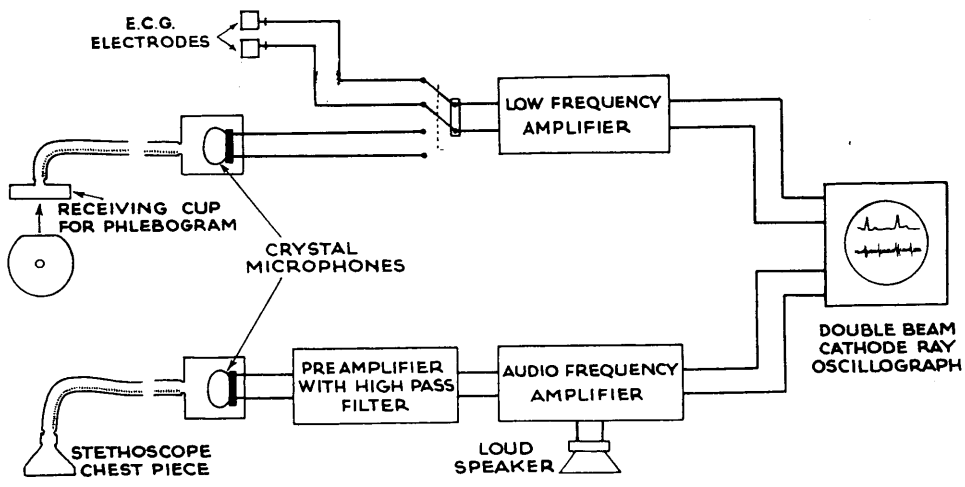 E.C.G.
ELECTRODES
LOW FREQUENCY
AMPLIFIER
RECEIVING CUP
FOR PHLEBOGRAM
CRYSTAL
MICROPHONES
DOUBLE BEAM
CATHODE RAY
OSCILLOGRAPH
PREAMPLIFIER
WITH HIGH PASS
FILTER
AUDIO FREQUENCY
AMPLIFIER
STETHOSCOPE
CHEST PIECE
LOUD
SPEAKER